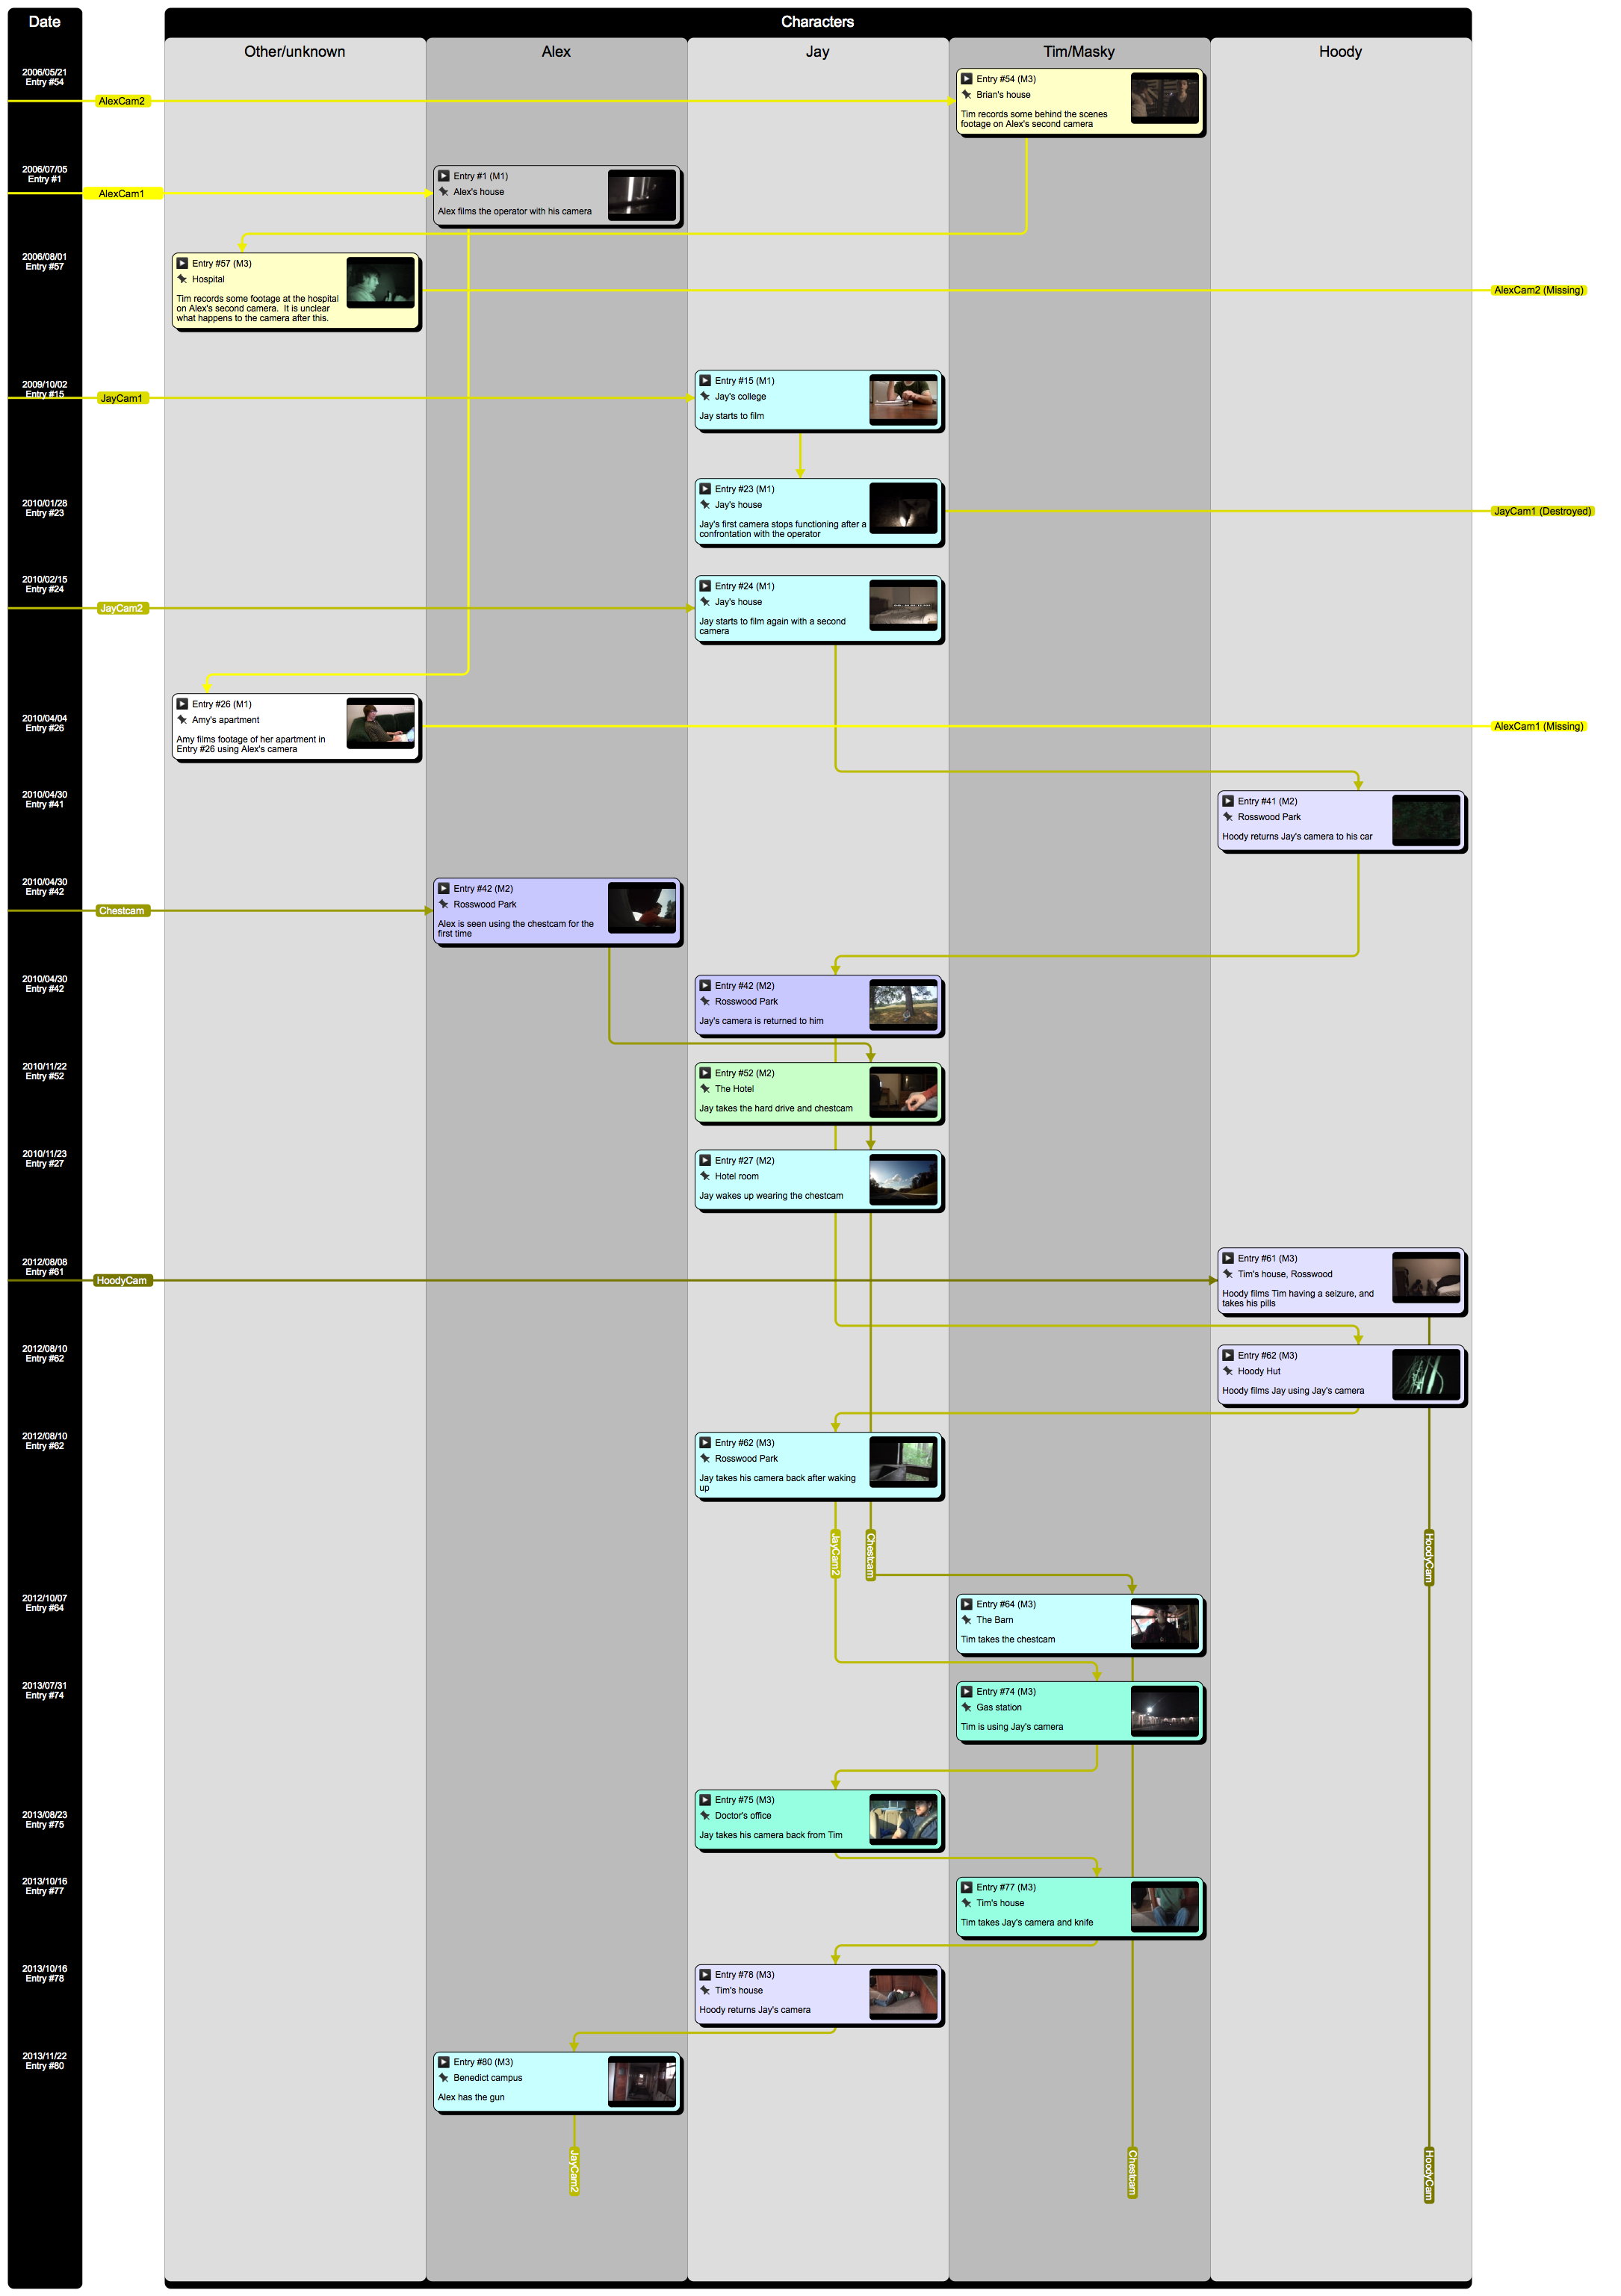 Date
Characters
Other/unknown
Alex
Jay
Tim/Masky
Hoody
2006/05/21
Entry #54
AlexCam2
Entry #54 (M3)
Brian's house
Tim records some behind the scenes
footage on Alex's second camera
2006/07/05
Entry #1
AlexCam1
Entry #1 (M1)
Alex's house
Alex films the operator with his camera
2006/08/01
Entry #57
Entry #57 (M3)
Hospital
Tim records some footage at the hospital
on Alex's second camera. It is unclear
what happens to the camera after this.
AlexCam2 (Missing)
2009/10/02
Entry #15
JayCam1
Entry #15 (M1)
Jay's college
Jay starts to film
2010/01/28
Entry #23
Entry #23 (M1)
Jay's house
Jay's first camera stops functioning after a
confrontation with the operator
JayCam1 (Destroyed)
2010/02/15
Entry #24
JayCam2
Entry #24 (M1)
Jay's house
Jay starts to film again with a second
camera
2010/04/04
Entry #26
Entry #26 (M1)
Amy's apartment
Amy films footage of her apartment in
Entry #26 using Alex's camera
AlexCam1 (Missing)
2010/04/30
Entry #41
Entry #41 (M2)
Rosswood Park
Hoody returns Jay's camera to his car
2010/04/30
Entry #42
Chestcam
Entry #42 (M2)
Rosswood Park
Alex is seen using the chestcam for the
first time
2010/04/30
Entry #42
Entry #42 (M2)
Rosswood Park
Jay's camera is returned to him
2010/11/22
Entry #52
Entry #52 (M2)
The Hotel
Jay takes the hard drive and chestcam
2010/11/23
Entry #27
Entry #27 (M2)
Hotel room
Jay wakes up wearing the chestcam
2012/08/08
Entry #61
HoodyCam
Entry #61 (M3)
Tim's house, Rosswood
Hoody films Tim having a seizure, and
takes his pills
2012/08/10
Entry #62
Entry #62 (M3)
Hoody Hut
Hoody films Jay using Jay's camera
2012/08/10
Entry #62
Entry #62 (M3)
Rosswood Park
Jay takes his camera back after waking
up
JayCam2
Chestcam
HoodyCam
2012/10/07
Entry #64
Entry #64 (M3)
The Barn
Tim takes the chestcam
2013/07/31
Entry #74
Entry #74 (M3)
Gas station
Tim is using Jay's camera
2013/08/23
Entry #75
Entry #75 (M3)
Doctor's office
Jay takes his camera back from Tim
2013/10/16
Entry #77
Entry #77 (M3)
Tim's house
Tim takes Jay's camera and knife
2013/10/16
Entry #78
Entry #78 (M3)
Tim's house
Hoody returns Jay's camera
2013/11/22
Entry #80
Entry #80 (M3)
Benedict campus
Alex has the gun
JayCam2
Chestcam
HoodyCam